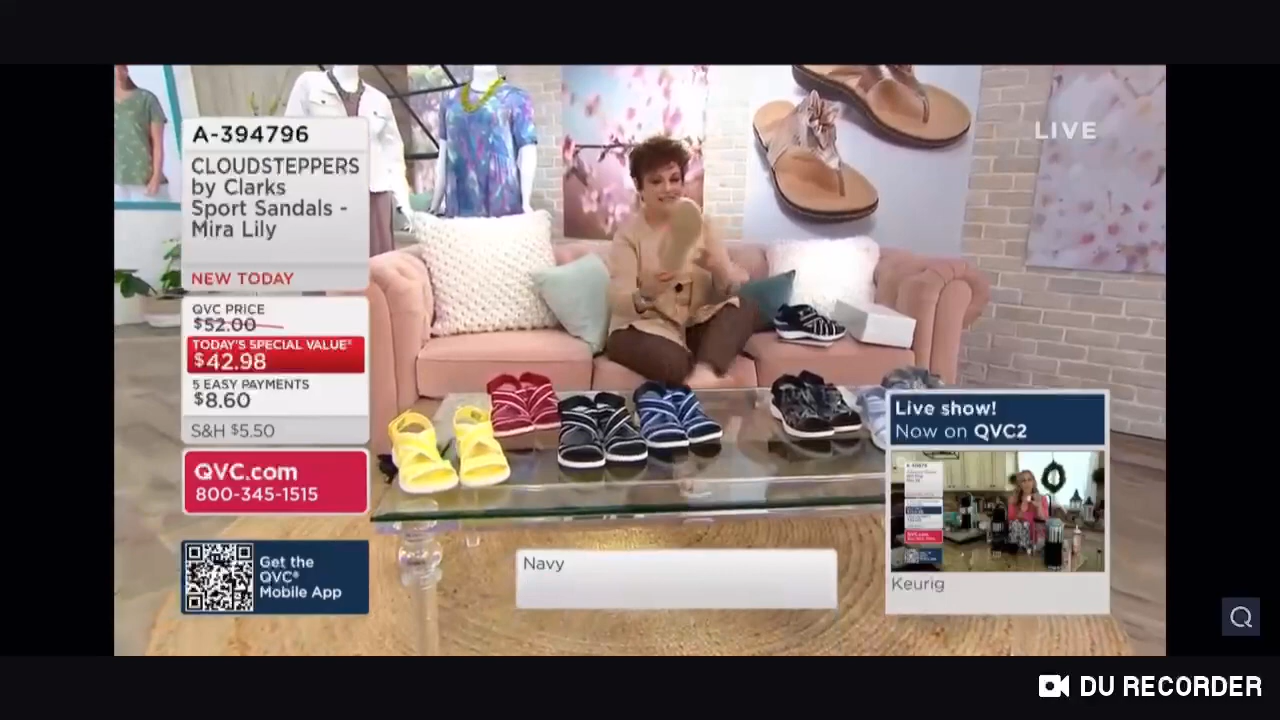 A-394796
CLOUDSTEPPERS
by Clarks
Sport Sandals -
Mira Lily
NEW TODAY
QVC PRICE
$52.00
TODAY'S SPECIAL VALUE®
$42.98
5 EASY PAYMENTS
$8.60
S&H $5.50
QVC.com
800-345-1515
Get the
QVC®
Mobile App
LIVE
Navy
Live show!
Now on QVC2
Keurig
Q
DU RECORDER